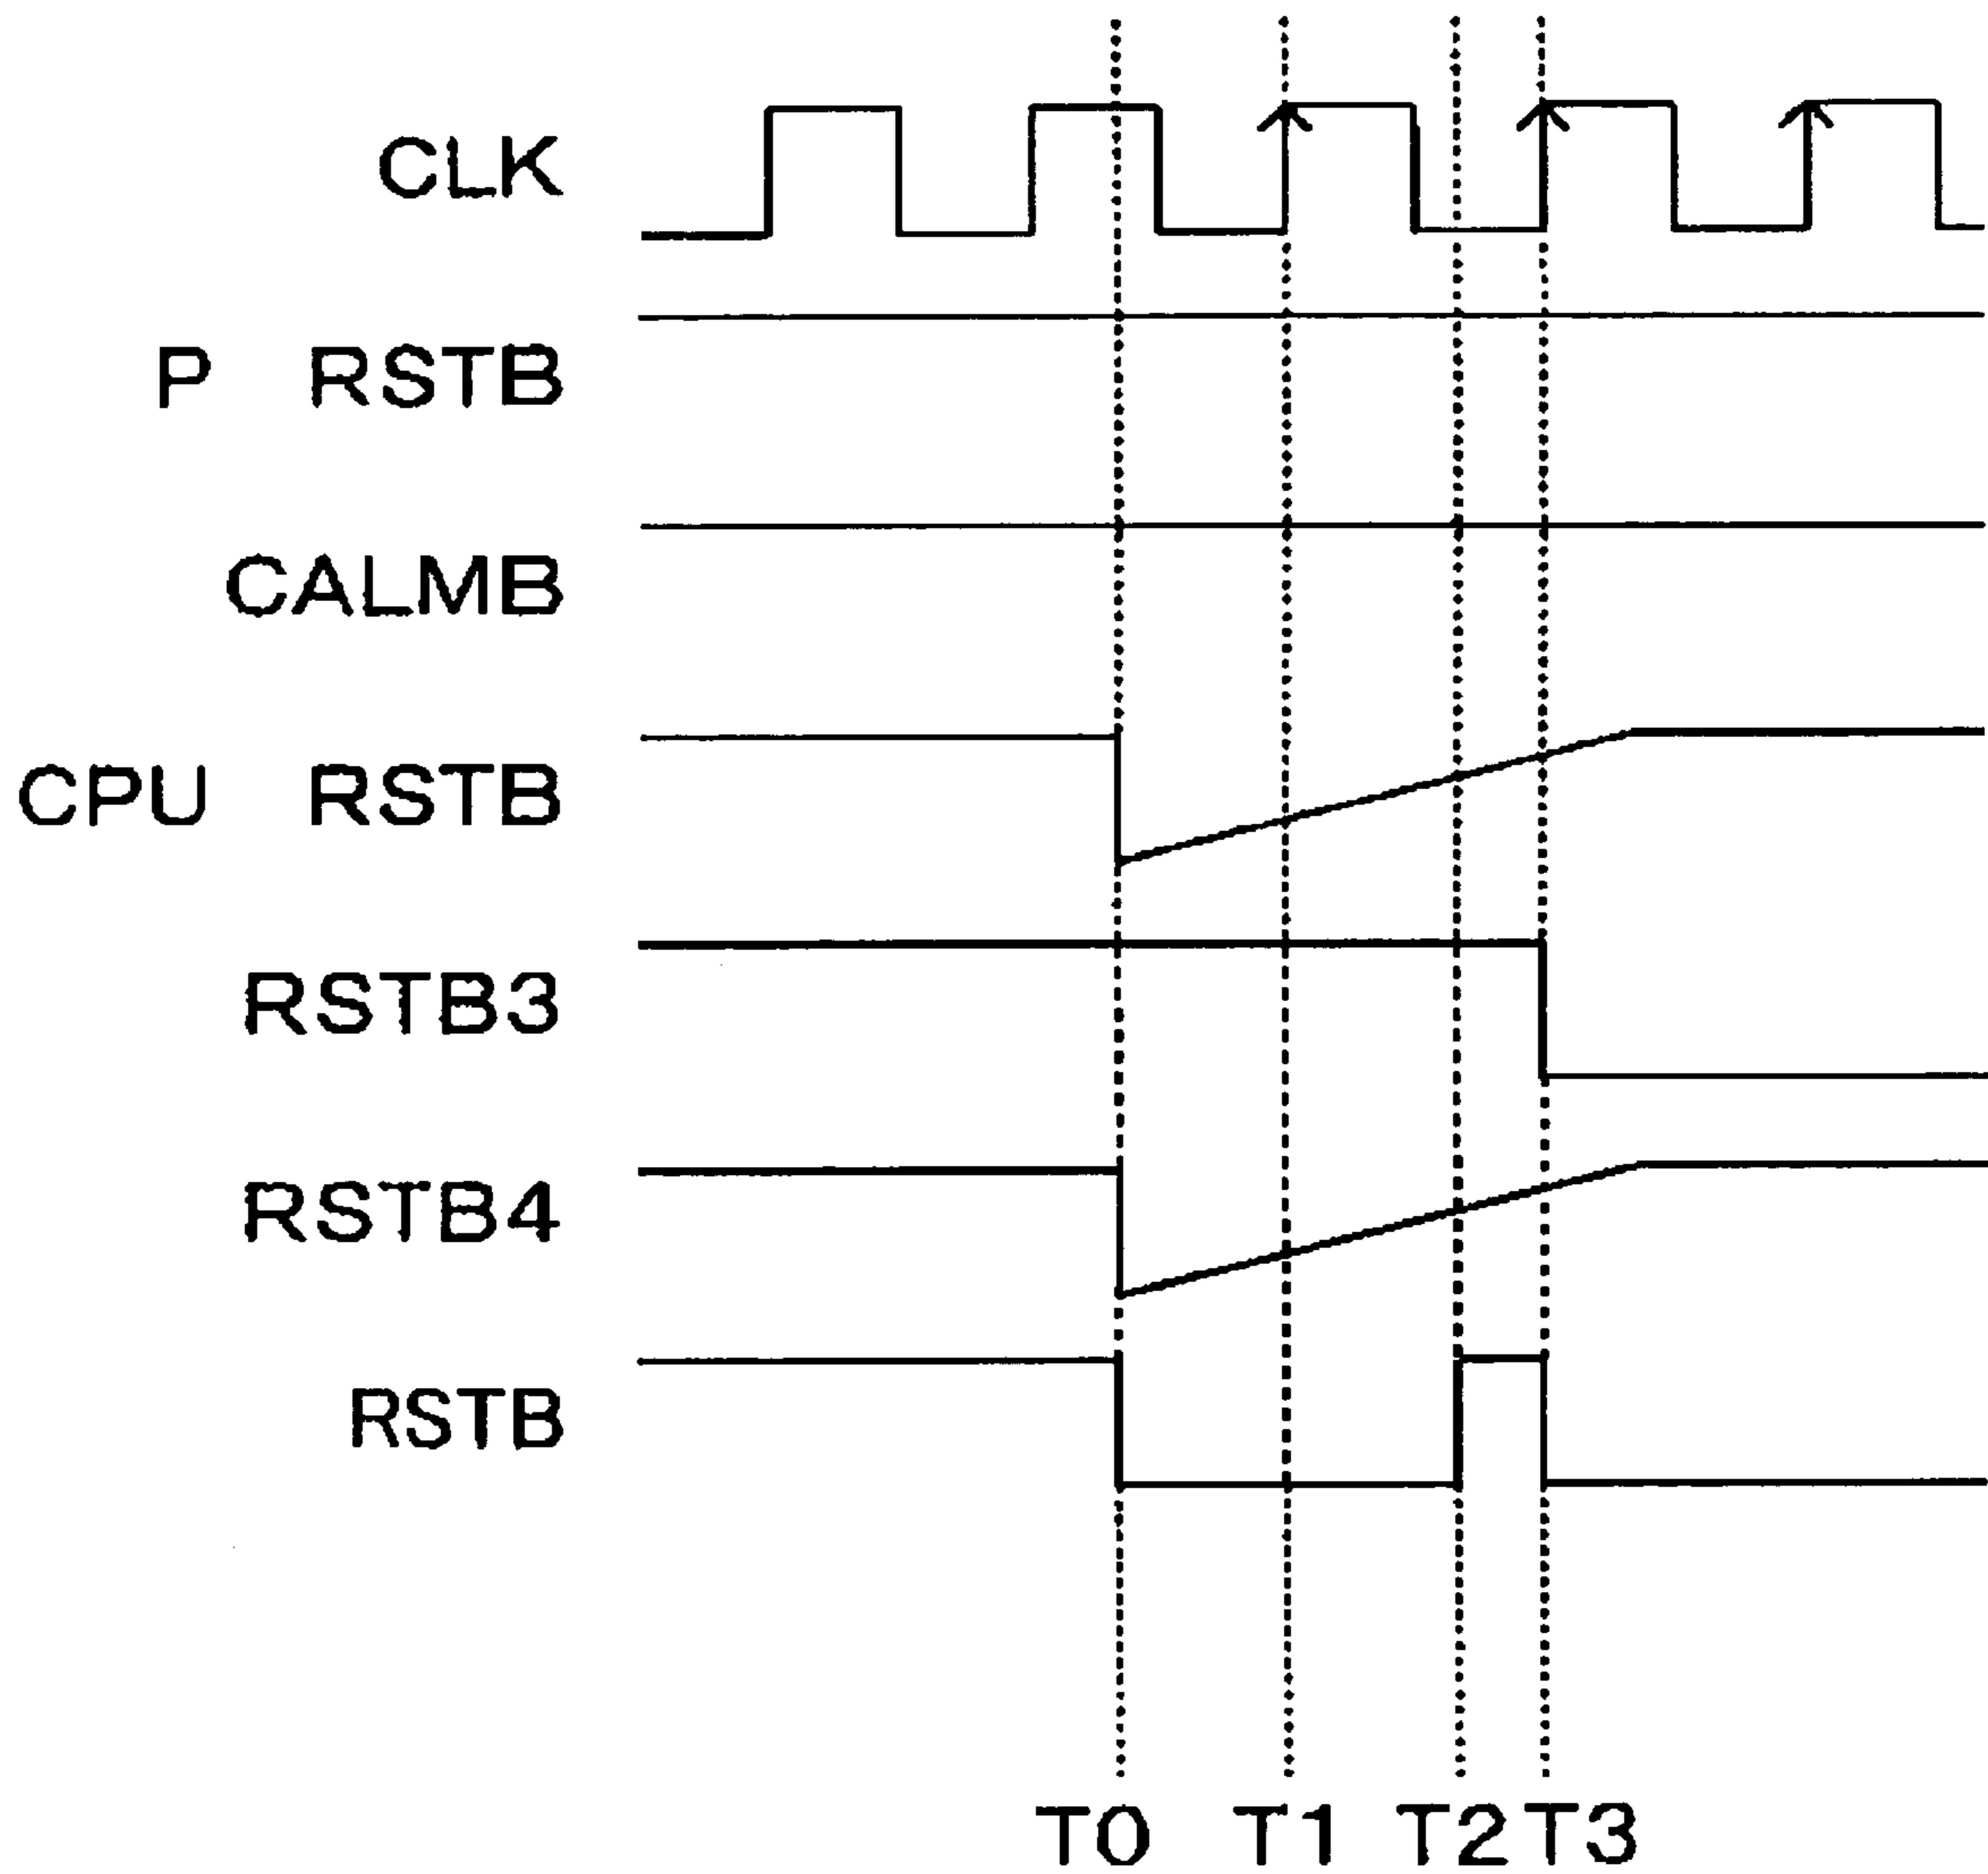 CLK
P RSTB
CALMB
CPU RSTB
RSTB3
RSTB4
RSTB
T0 T1 T2 T3